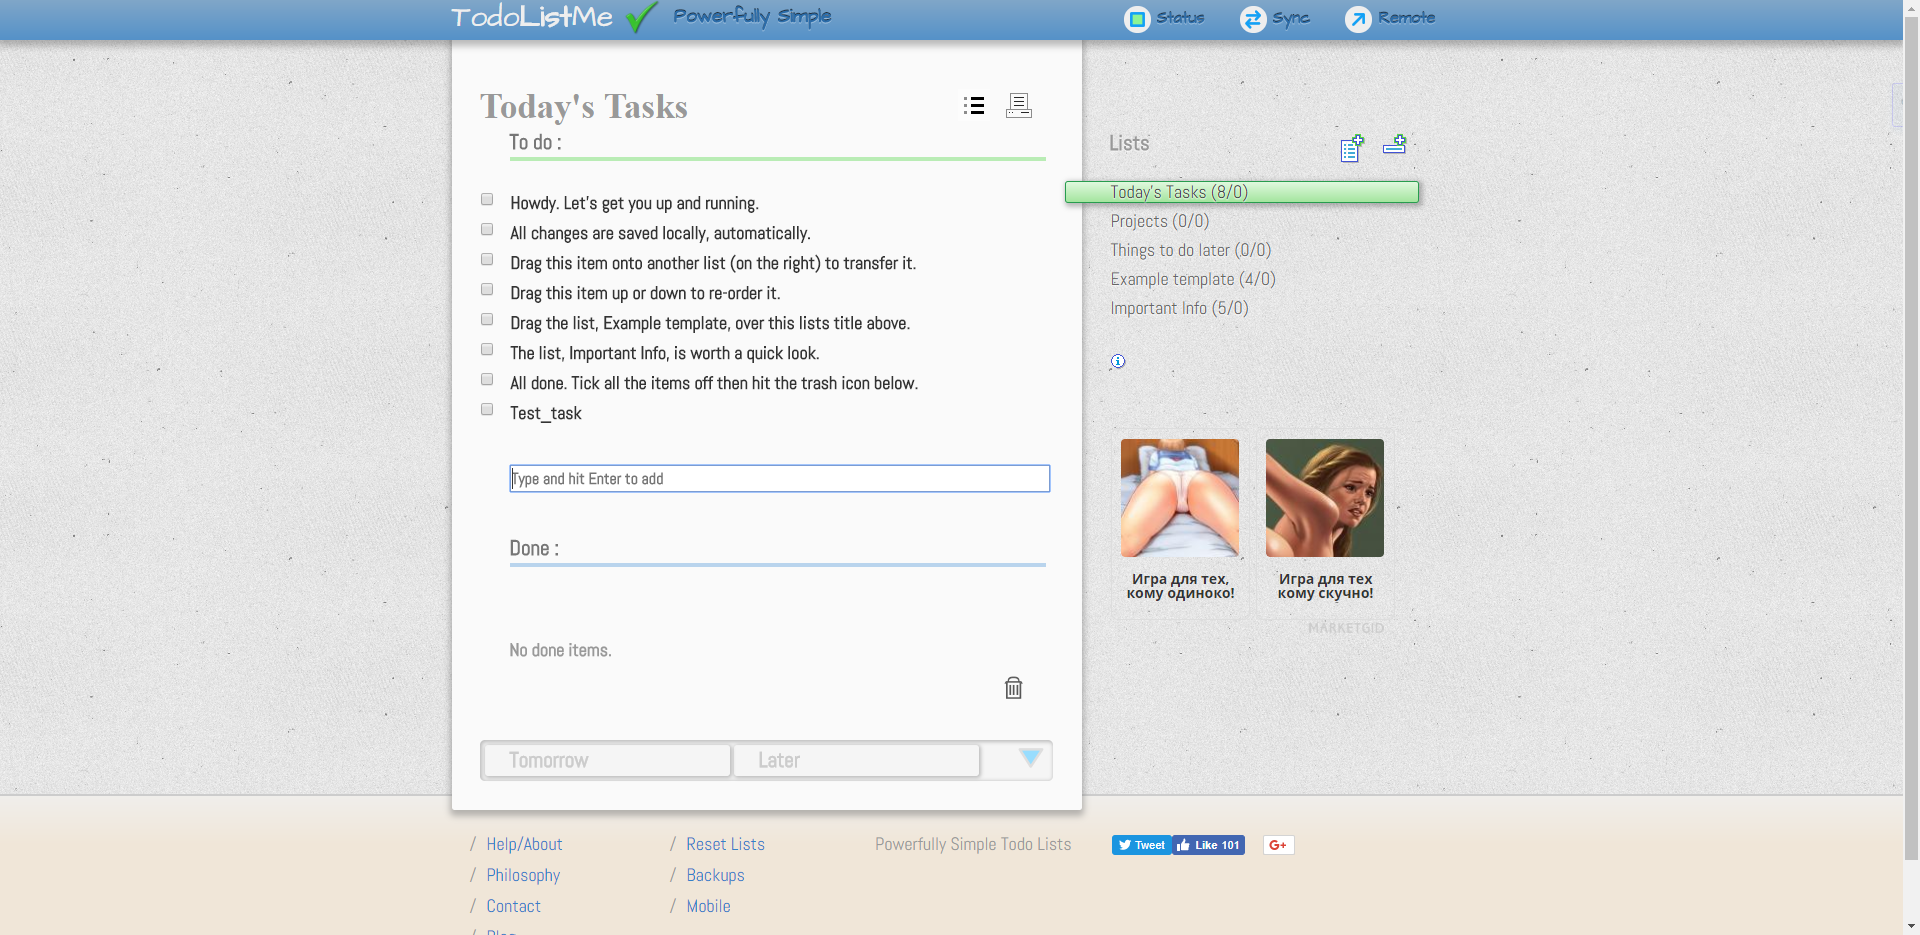 TodoListMe
Powerfully Simple
Status
Sync
Remote
Today's Tasks
To do :
Howdy. Let's get you up and running.
All changes are saved locally, automatically.
Drag this item onto another list (on the right) to transfer it.
Drag this item up or down to re-order it.
Drag the list, Example template, over this lists title above.
The list, Important Info, is worth a quick look.
All done. Tick all the items off then hit the trash icon below.
Test_task
Type and hit Enter to add
Done :
No done items.
Tomorrow
Later
Lists
Today's Tasks (8/0)
Projects (0/0)
Things to do later (0/0)
Example template (4/0)
Important Info (5/0)
Игра для тех,
кому одиноко!
Игра для тех
кому скучно!
MARKETGID
/ Help/About
/ Philosophy
/ Contact
/ Reset Lists
/ Backups
/ Mobile
Powerfully Simple Todo Lists
Tweet
Like 101
G+